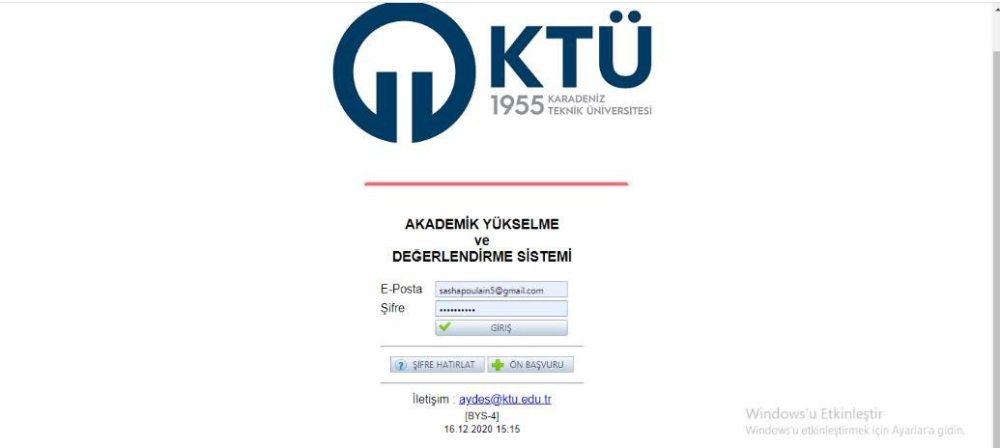 KTÜ
1955 KARADENİZ
TEKNİK ÜNİVERSİTESİ
AKADEMİK YÜKSELME
ve
DEĞERLENDİRME SİSTEMİ
E-Posta sashapoulain5@gmail.com
Şifre ••••••••••
GİRİŞ
ŞİFRE HATIRLAT ÖN BAŞVURU
İletişim : aydes@ktu.edu.tr
[BYS-4]
16.12.2020 15:15
Windows'u Etkinleştir
Windows'u etkinleştirmek için Ayarlar'a gidin.